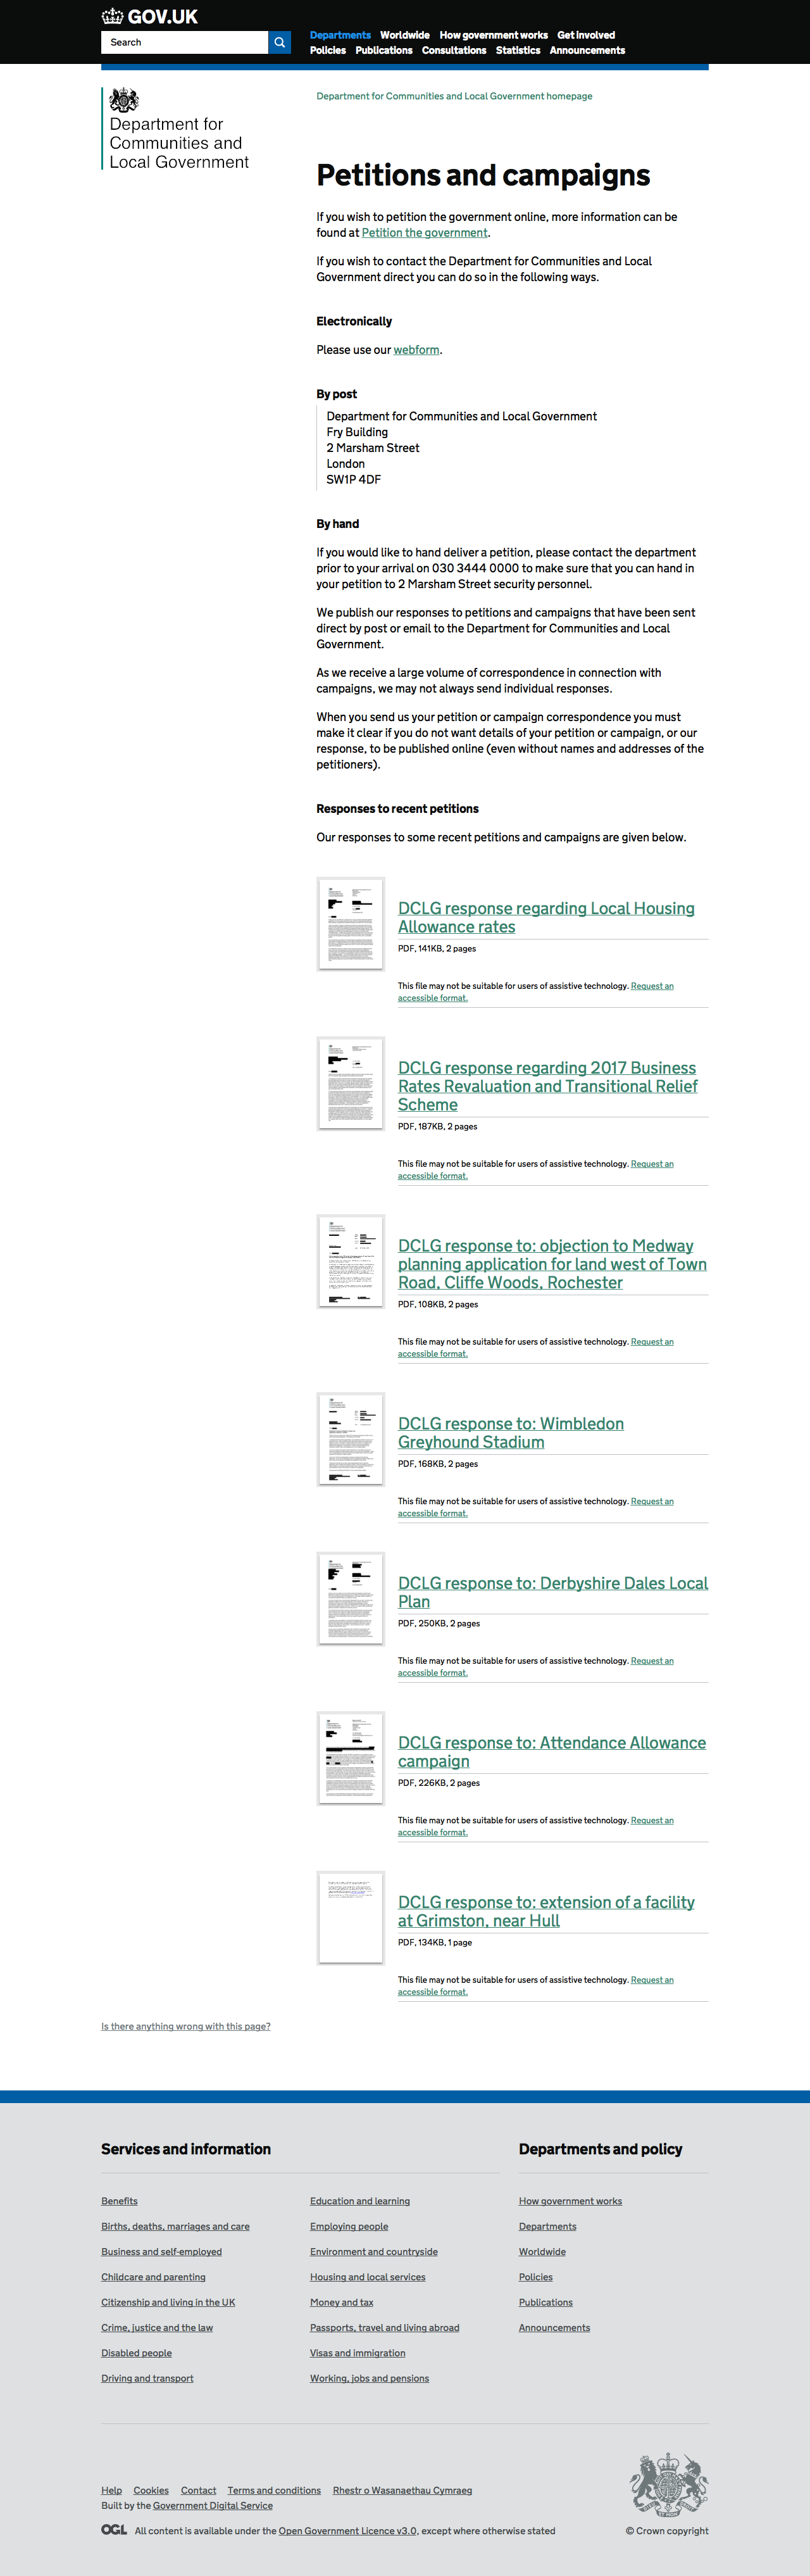 GOV.UK
Search
Departments Worldwide How government works Get involved
Policies Publications Consultations Statistics Announcements
Department for
Communities and
Local Government
Department for Communities and Local Government homepage
Petitions and campaigns
If you wish to petition the government online, more information can be
found at Petition the government.
If you wish to contact the Department for Communities and Local
Government direct you can do so in the following ways.
Electronically
Please use our webform.
By post
Department for Communities and Local Government
Fry Building
2 Marsham Street
London
SW1P 4DF
By hand
If you would like to hand deliver a petition, please contact the department
prior to your arrival on 030 3444 0000 to make sure that you can hand in
your petition to 2 Marsham Street security personnel.
We publish our responses to petitions and campaigns that have been sent
direct by post or email to the Department for Communities and Local
Government.
As we receive a large volume of correspondence in connection with
campaigns, we may not always send individual responses.
When you send us your petition or campaign correspondence you must
make it clear if you do not want details of your petition or campaign, or our
response, to be published online (even without names and addresses of the
petitioners).
Responses to recent petitions
Our responses to some recent petitions and campaigns are given below.
DCLG response regarding Local Housing
Allowance rates
PDF, 141KB, 2 pages
This file may not be suitable for users of assistive technology. Request an
accessible format.
DCLG response regarding 2017 Business
Rates Revaluation and Transitional Relief
Scheme
PDF, 187KB, 2 pages
This file may not be suitable for users of assistive technology. Request an
accessible format.
DCLG response to: objection to Medway
planning application for land west of Town
Road, Cliffe Woods, Rochester
PDF, 108KB, 2 pages
This file may not be suitable for users of assistive technology. Request an
accessible format.
DCLG response to: Wimbledon
Greyhound Stadium
PDF, 168KB, 2 pages
This file may not be suitable for users of assistive technology. Request an
accessible format.
DCLG response to: Derbyshire Dales Local
Plan
PDF, 250KB, 2 pages
This file may not be suitable for users of assistive technology. Request an
accessible format.
DCLG response to: Attendance Allowance
campaign
PDF, 226KB, 2 pages
This file may not be suitable for users of assistive technology. Request an
accessible format.
DCLG response to: extension of a facility
at Grimston, near Hull
PDF, 134KB, 1 page
This file may not be suitable for users of assistive technology. Request an
accessible format.
Is there anything wrong with this page?
Services and information
Benefits
Births, deaths, marriages and care
Business and self-employed
Childcare and parenting
Citizenship and living in the UK
Crime, justice and the law
Disabled people
Driving and transport
Education and learning
Employing people
Environment and countryside
Housing and local services
Money and tax
Passports, travel and living abroad
Visas and immigration
Working, jobs and pensions
Departments and policy
How government works
Departments
Worldwide
Policies
Publications
Announcements
Help Cookies Contact Terms and conditions Rhestr o Wasanaethau Cymraeg
Built by the Government Digital Service
OGL All content is available under the Open Government Licence v3.0, except where otherwise stated
© Crown copyright